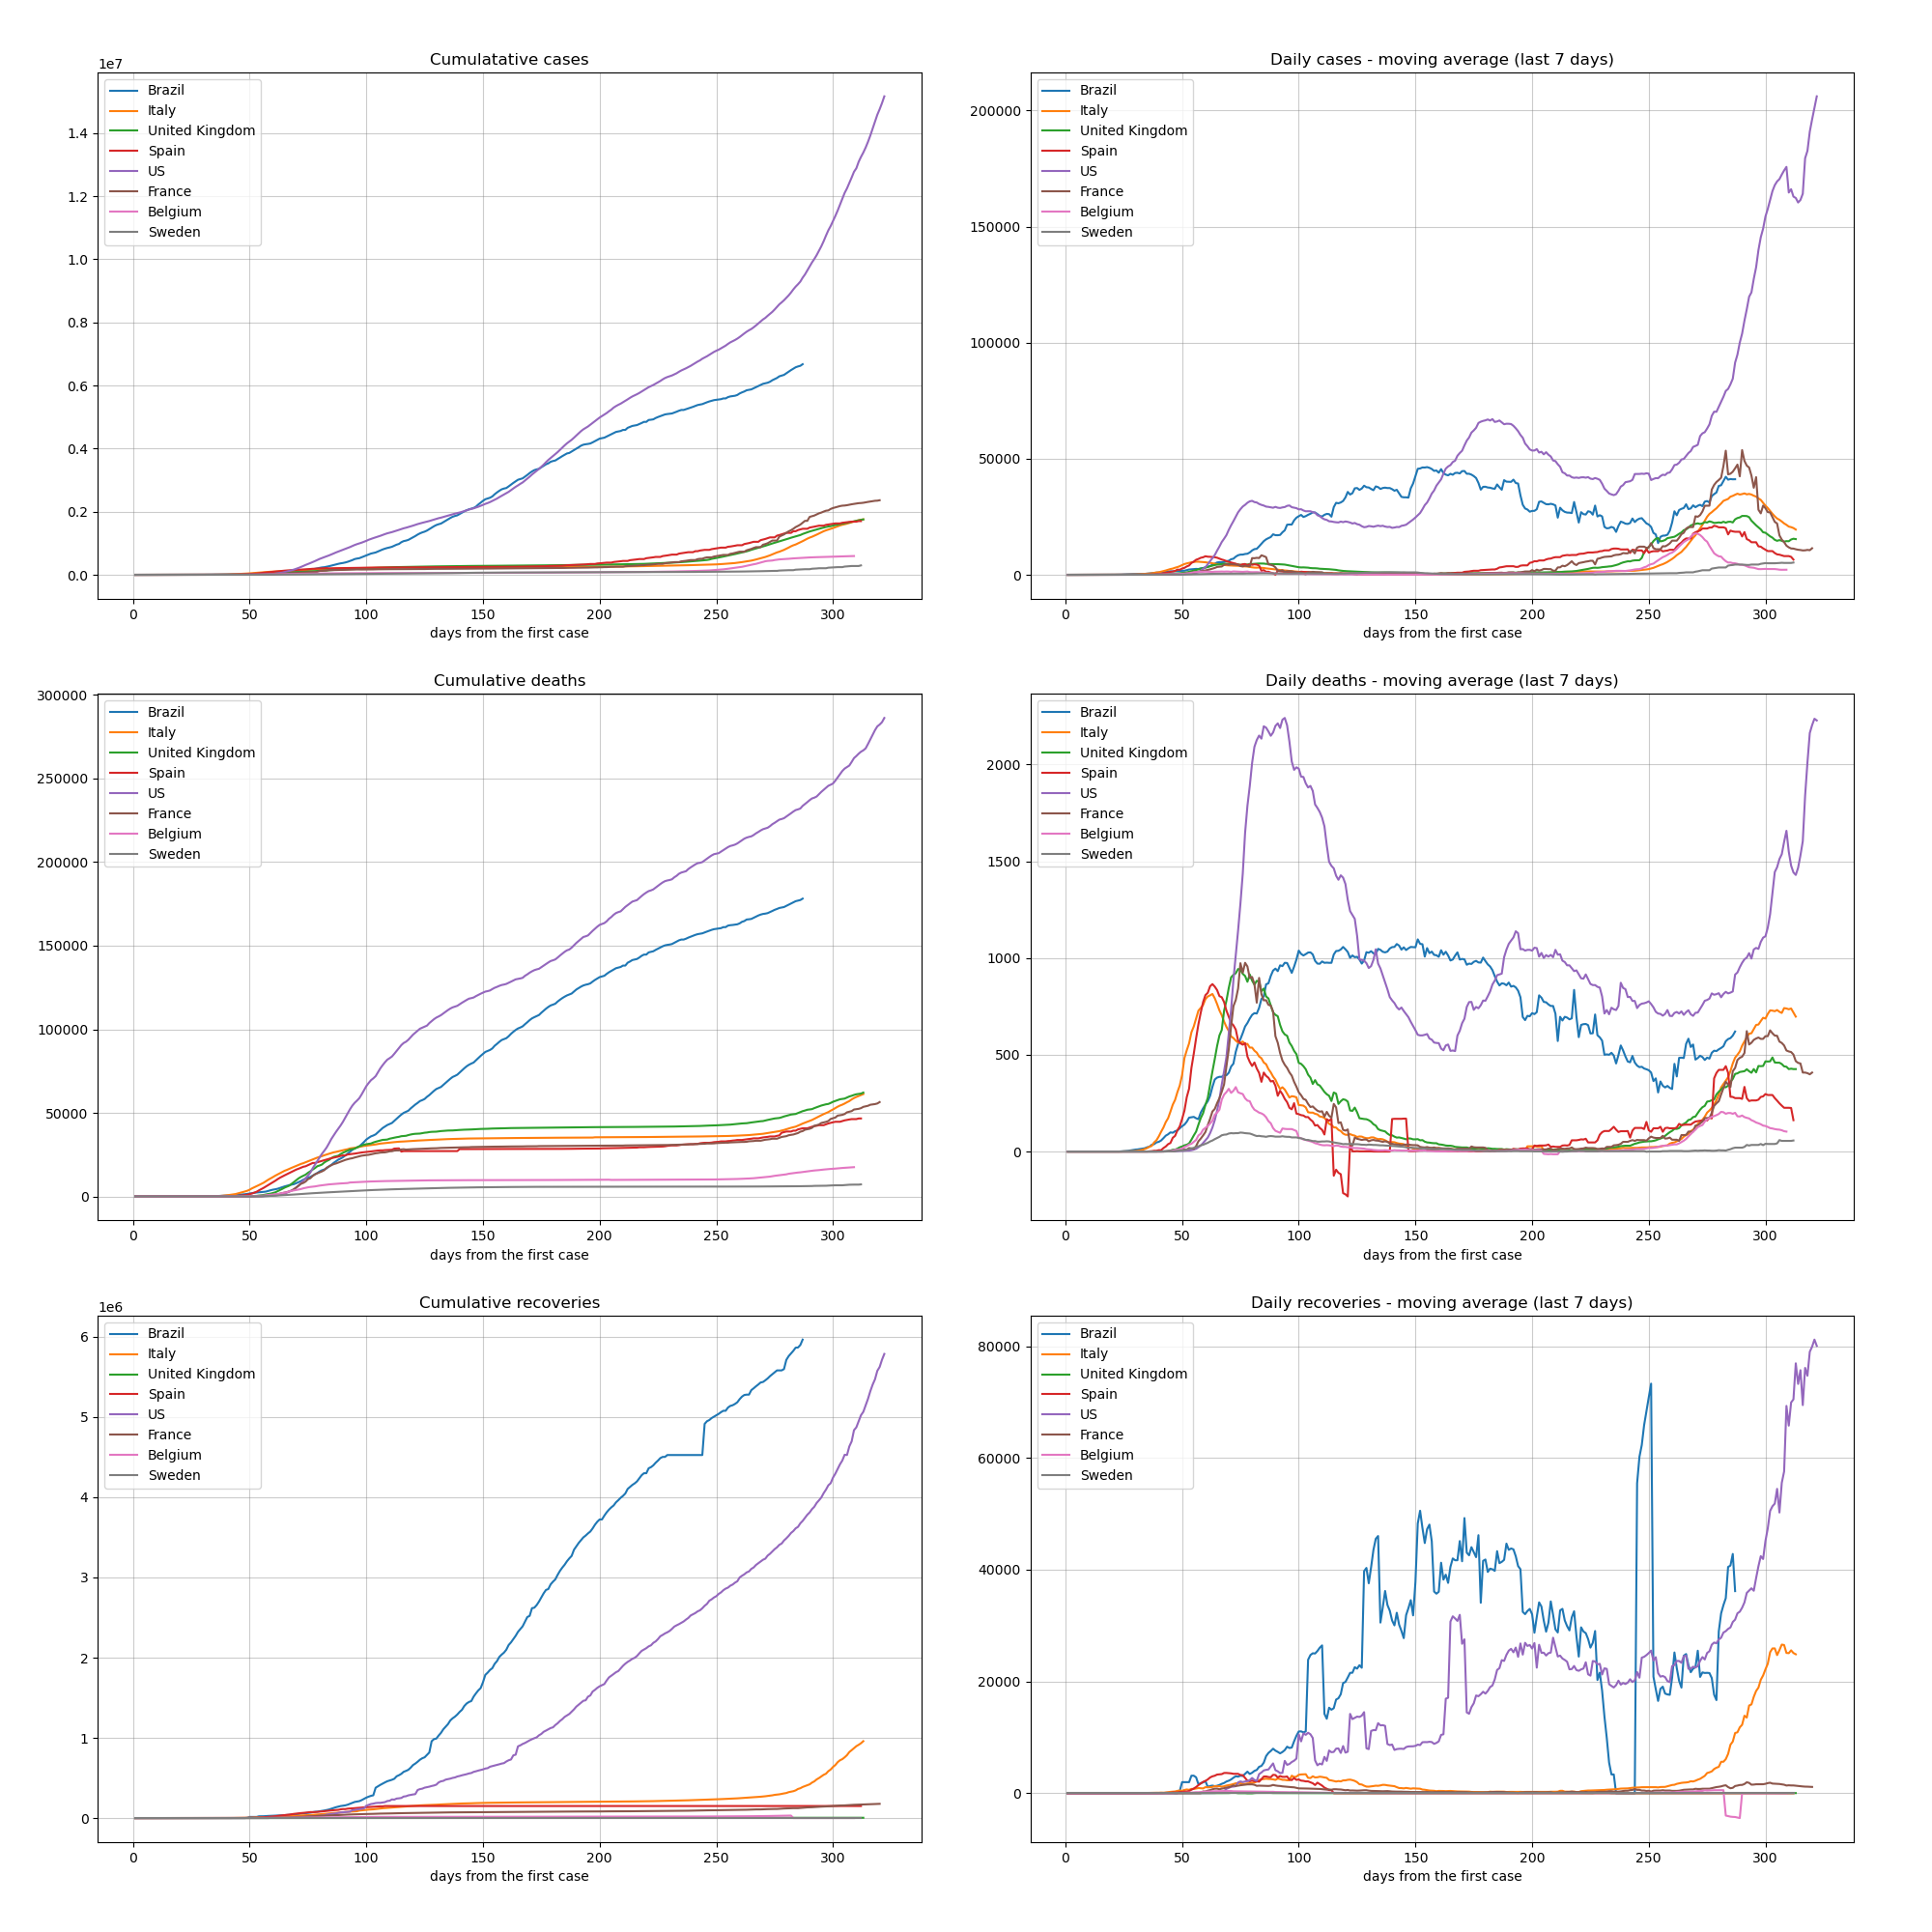 Cumulatative cases
1e7
1.4
1.2
1.0
0.8
0.6
0.4
0.2
0.0
0 50 100 150 200 250 300
days from the first case
Brazil
Italy
United Kingdom
Spain
US
France
Belgium
Sweden
Daily cases - moving average (last 7 days)
200000
150000
100000
50000
0
0 50 100 150 200 250 300
days from the first case
Brazil
Italy
United Kingdom
Spain
US
France
Belgium
Sweden
Cumulative deaths
300000
250000
200000
150000
100000
50000
0
0 50 100 150 200 250 300
days from the first case
Brazil
Italy
United Kingdom
Spain
US
France
Belgium
Sweden
Daily deaths - moving average (last 7 days)
2000
1500
1000
500
0
0 50 100 150 200 250 300
days from the first case
Brazil
Italy
United Kingdom
Spain
US
France
Belgium
Sweden
Cumulative recoveries
1e6
6
5
4
3
2
1
0
0 50 100 150 200 250 300
days from the first case
Brazil
Italy
United Kingdom
Spain
US
France
Belgium
Sweden
Daily recoveries - moving average (last 7 days)
80000
60000
40000
20000
0
0 50 100 150 200 250 300
days from the first case
Brazil
Italy
United Kingdom
Spain
US
France
Belgium
Sweden